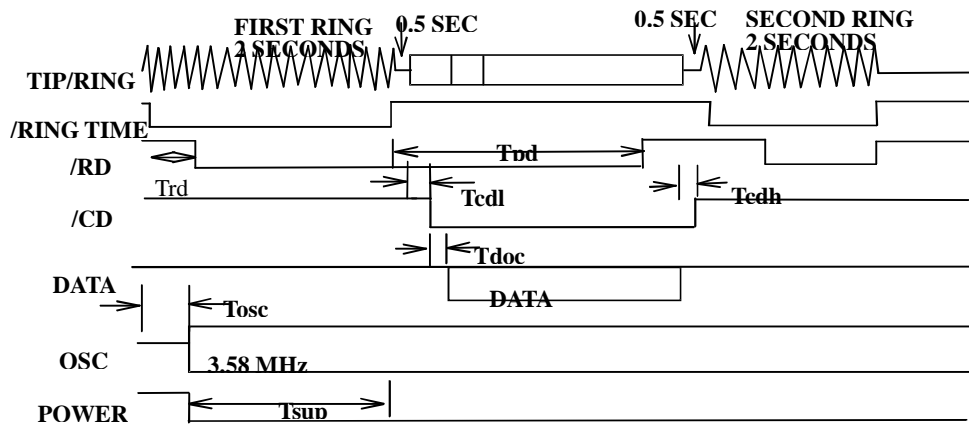 FIRST RING
2 SECONDS
0.5 SEC
0.5 SEC
SECOND RING
2 SECONDS
TIP/RING
/RING TIME
/RD
Tpd
Trd
Tcdl
Tcdh
/CD
Tdoc
DATA
DATA
Tosc
OSC
3.58 MHz
POWER
Tsup